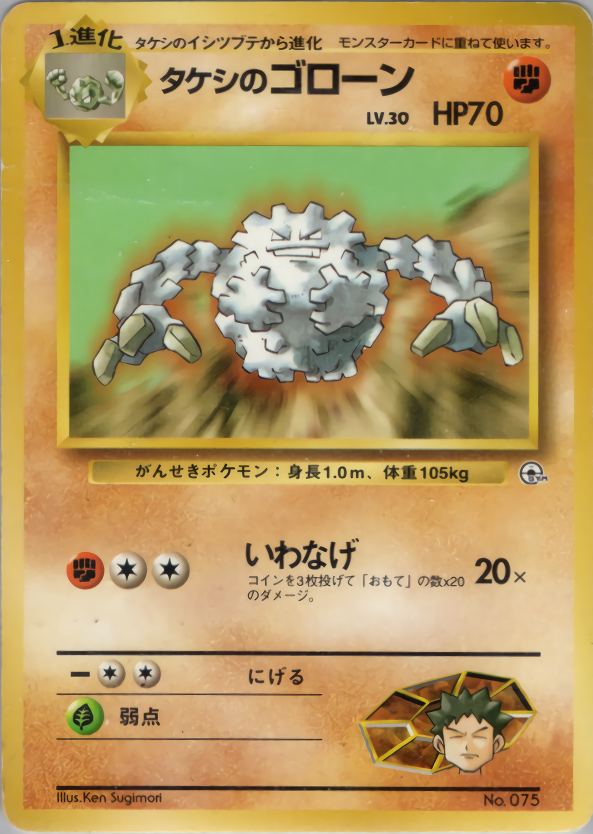 1進化 タケシのイシツブテから進化 モンスターカードに重ねて使います。
タケシのゴローン
LV.30 HP70
がんせきポケモン：身長1.0m、体重105kg
GYM
いわなげ 20×
コインを3枚投げて「おもて」の数x20
のダメージ。
にげる
弱点
Illus.Ken Sugimori
No. 075